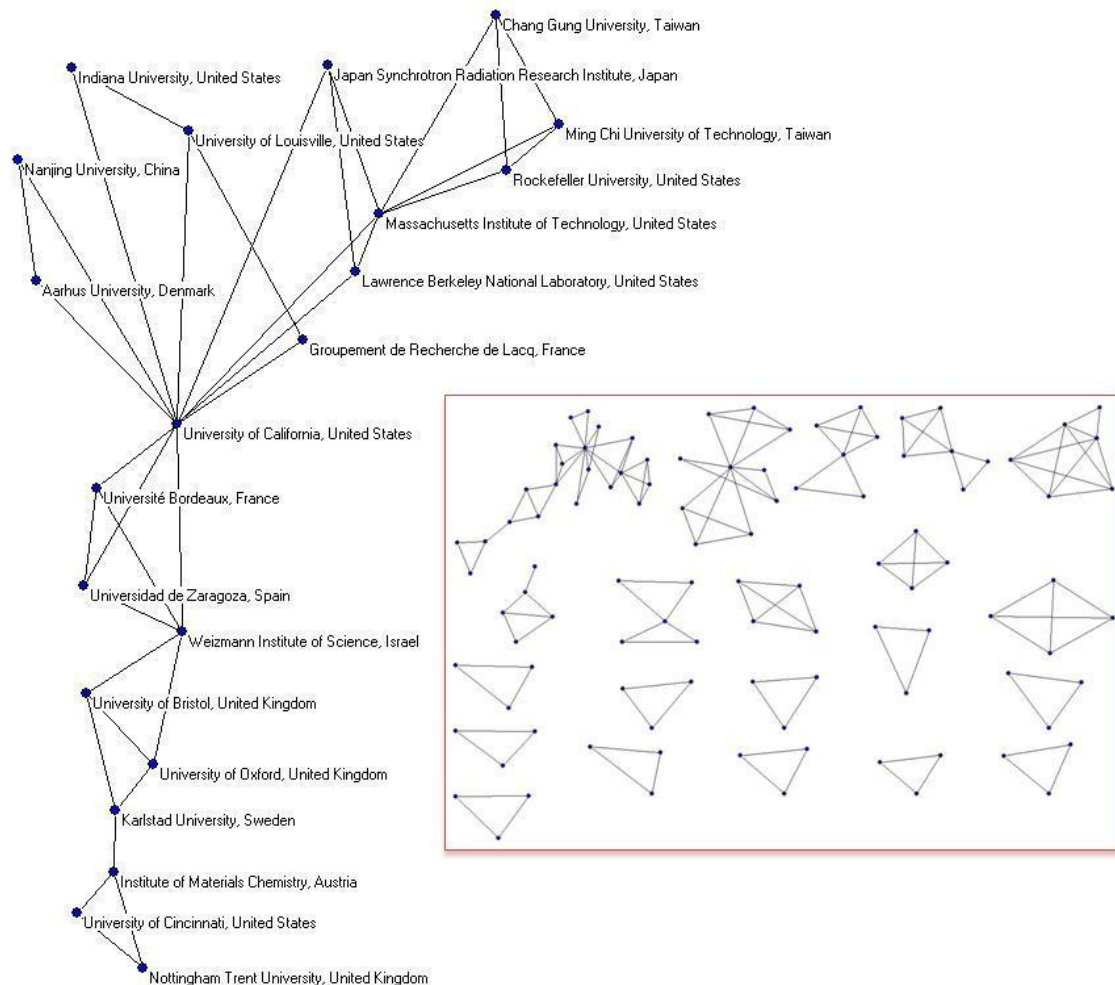 Chang Gung University, Taiwan
Indiana University, United States
Japan Synchrotron Radiation Research Institute, Japan
University of Louisville, United States
Ming Chi University of Technology, Taiwan
Nanjing University, China
Rockefeller University, United States
Massachusetts Institute of Technology, United States
Aarhus University, Denmark
Lawrence Berkeley National Laboratory, United States
Groupement de Recherche de Lacq, France
University of California, United States
Université Bordeaux, France
Universidad de Zaragoza, Spain
Weizmann Institute of Science, Israel
University of Bristol, United Kingdom
University of Oxford, United Kingdom
Karlstad University, Sweden
Institute of Materials Chemistry, Austria
University of Cincinnati, United States
Nottingham Trent University, United Kingdom